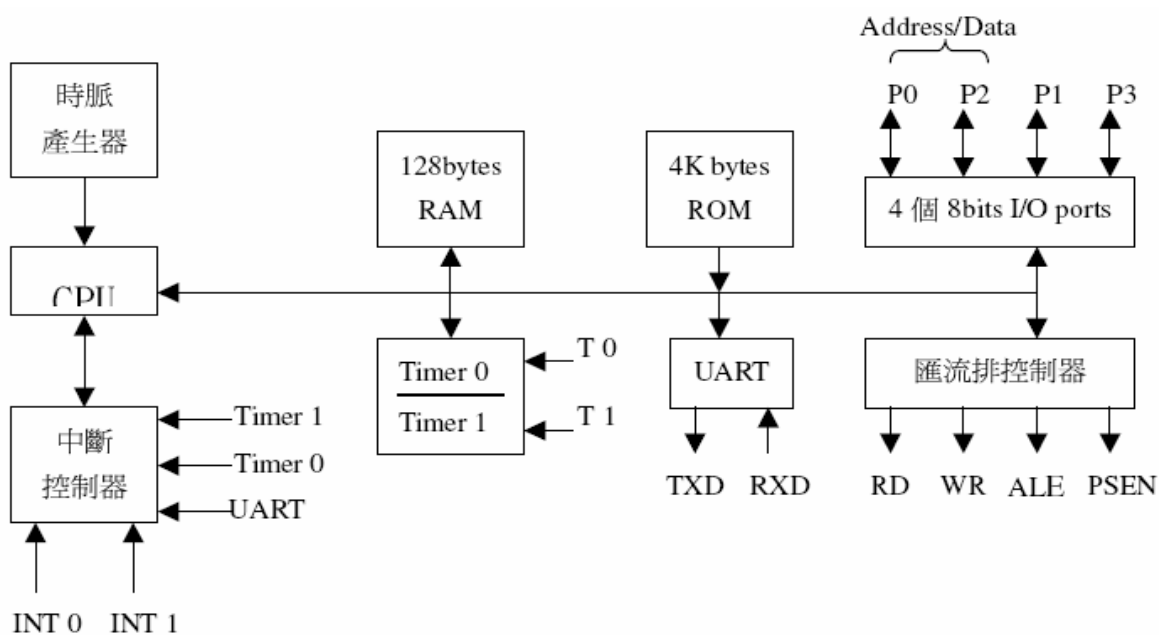 Address/Data
P0 P2 P1 P3
時脈
產生器
128bytes
RAM
4K bytes
ROM
4 個 8bits I/O ports
CPU
Timer 0
Timer 1
T 0
T 1
UART
匯流排控制器
TXD RXD
RD WR ALE PSEN
中斷
控制器
Timer 1
Timer 0
UART
INT 0 INT 1